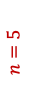 n = 5